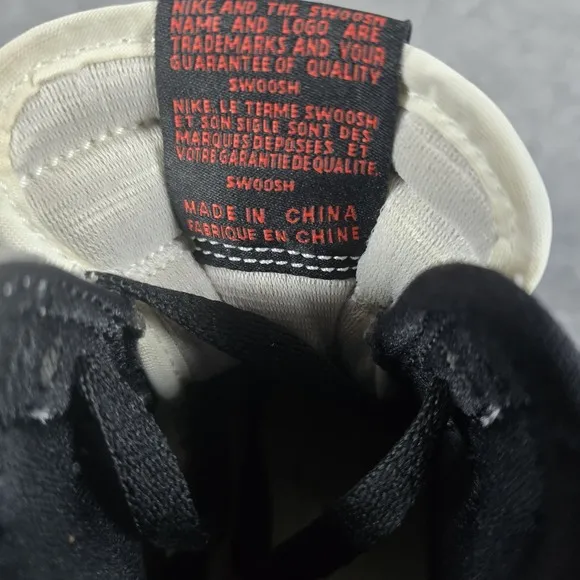 NIKE AND THE SWOOSH
NAME AND LOGO ARE
TRADEMARKS AND YOUR
GUARANTEE OF QUALITY
SWOOSH
NIKE, LE TERME SWOOSH
ET SON SIGLE SONT DES
MARQUES DEPOSEES ET
VOTRE GARANTIE DE QUALITE.
SWOOSH
MADE IN CHINA
FABRIQUE EN CHINE